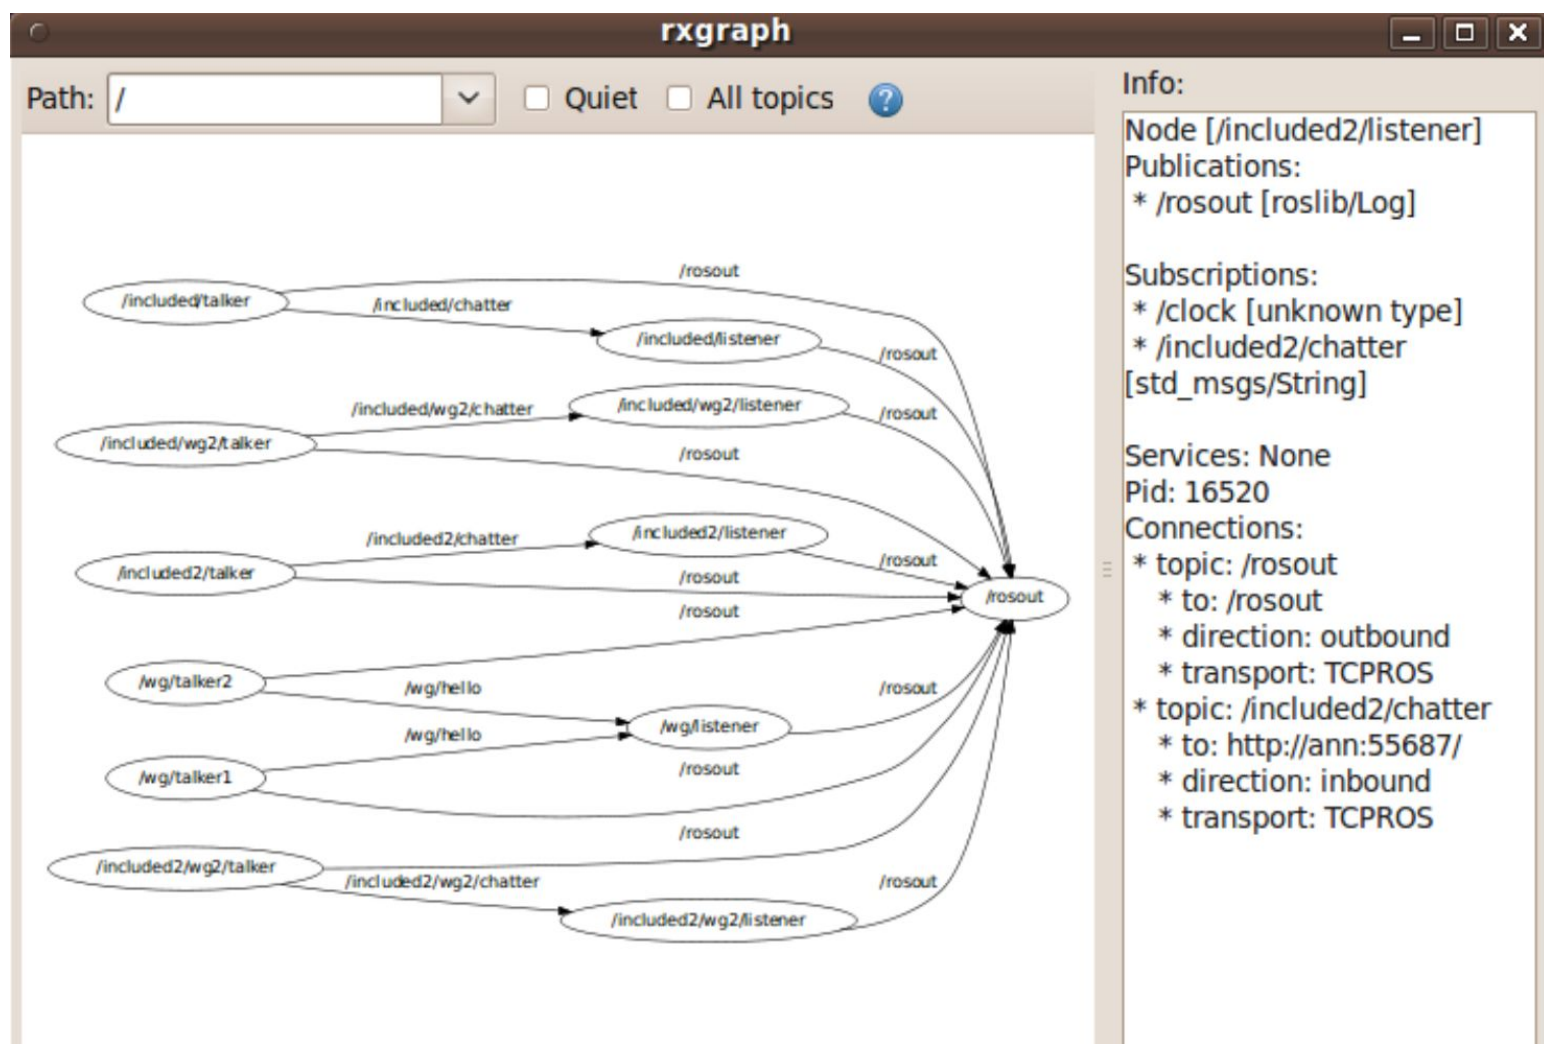 rxgraph
Path: /
Quiet
All topics
?
Info:
Node [/included2/listener]
Publications:
* /rosout [roslib/Log]
Subscriptions:
* /clock [unknown type]
* /included2/chatter
[std_msgs/String]
Services: None
Pid: 16520
Connections:
* topic: /rosout
* to: /rosout
* direction: outbound
* transport: TCPROS
* topic: /included2/chatter
* to: http://ann:55687/
* direction: inbound
* transport: TCPROS
/rosout
/included/talker
/included/chatter
/included/listener
/rosout
/included/wg2/chatter
/included/wg2/listener
/rosout
/included/wg2/talker
/rosout
/included2/chatter
/included2/listener
/rosout
/included2/talker
/rosout
/rosout
/rosout
/wg/talker2
/wg/hello
/rosout
/wg/listener
/wg/hello
/wg/talker1
/rosout
/rosout
/included2/wg2/talker
/included2/wg2/chatter
/rosout
/included2/wg2/listener